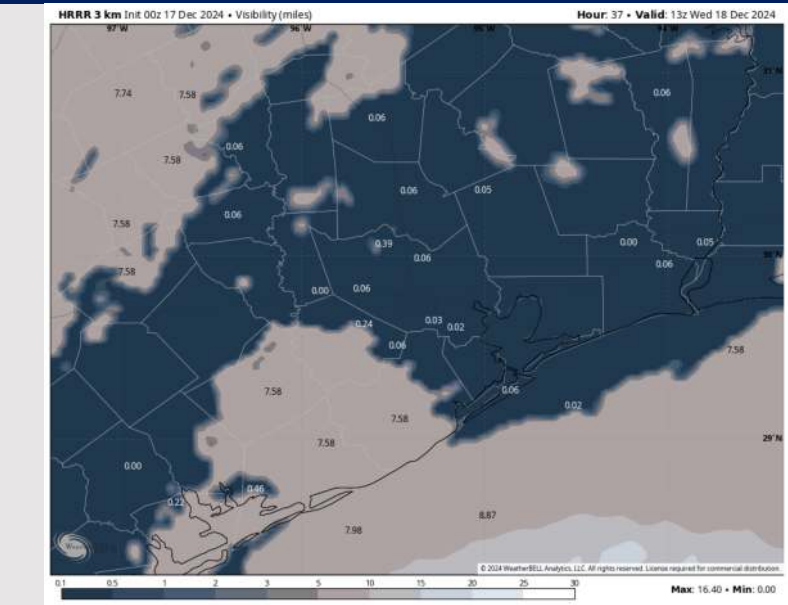 HRRR 3 km Init 00z 17 Dec 2024 • Visibility (miles)
Hour: 37 • Valid: 13z Wed 18 Dec 2024
97°W 96°W 95°W 94°W
31°N
7.74 7.58 0.06
0.06
0.06
7.58
0.06 0.05
7.58 0.06
0.39 0.00 0.05
30°N
0.06 0.06
7.58
0.00 0.06
0.24 0.03 0.02
0.06 7.58
7.58 0.06
0.02
7.58
7.58
29°N
0.00
0.46
0.22
8.87
7.98
© 2024 WeatherBELL Analytics, LLC. All rights reserved. License required for commercial distribution.
0.1 0.5 1 2 3 5 10 15 20 25 30
Max: 16.40 • Min: 0.00